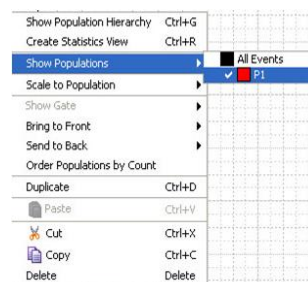 Show Population Hierarchy Ctrl+G
Create Statistics View Ctrl+R
Show Populations
All Events
P1
Scale to Population
Show Gate
Bring to Front
Send to Back
Order Populations by Count
Duplicate Ctrl+D
Paste Ctrl+V
Cut Ctrl+X
Copy Ctrl+C
Delete Delete